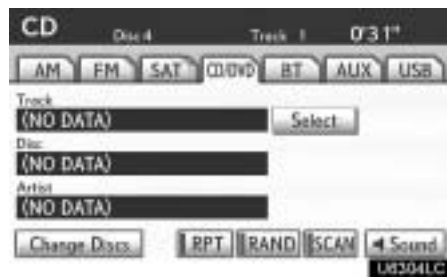 CD Disc 4 Track 1 0'31"
AM FM SAT CD/DVD BT AUX USB
Track
(NO DATA) Select
Disc
(NO DATA)
Artist
(NO DATA)
Change Discs RPT RAND SCAN Sound
U6304LC